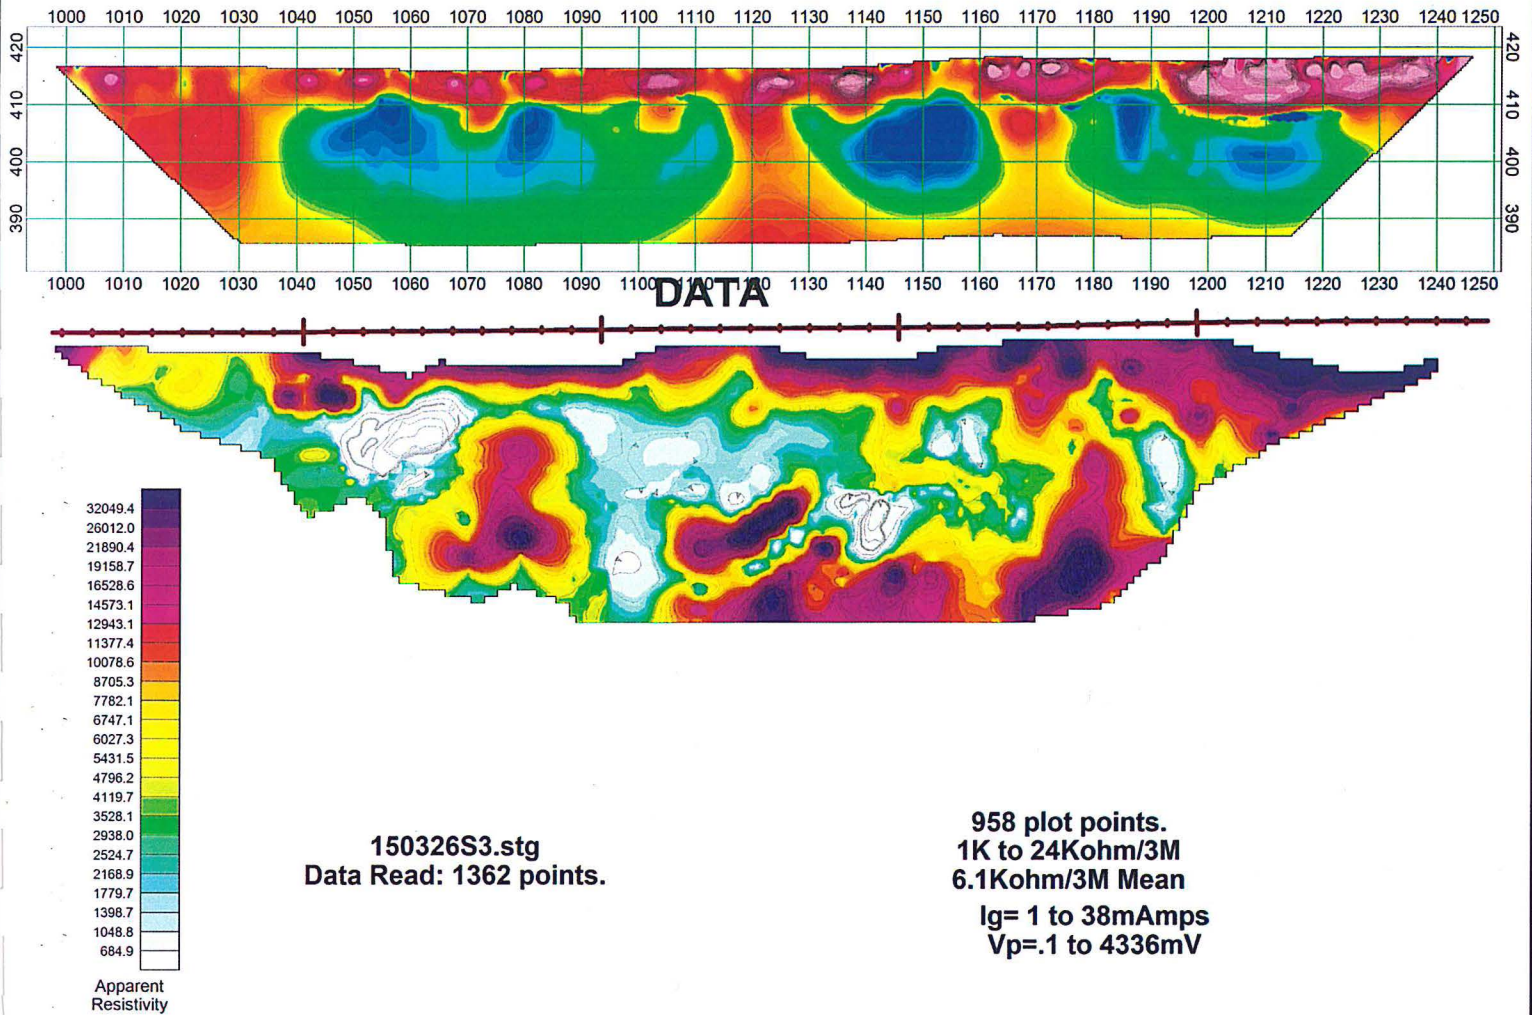 1000 1010 1020 1030 1040 1050 1060 1070 1080 1090 1100 1110 1120 1130 1140 1150 1160 1170 1180 1190 1200 1210 1220 1230 1240 1250
420 420
410 410
400 400
390 390
1000 1010 1020 1030 1040 1050 1060 1070 1080 1090 1100 1110 1120 1130 1140 1150 1160 1170 1180 1190 1200 1210 1220 1230 1240 1250
DATA
32049.4
26012.0
21890.4
19158.7
16528.6
14573.1
12943.1
11377.4
10078.6
8705.3
7782.1
6747.1
6027.3
5431.5
4796.2
4119.7
3528.1
2938.0
2524.7
2168.9
1779.7
1398.7
1048.8
684.9
Apparent
Resistivity
150326S3.stg
Data Read: 1362 points.
958 plot points.
1K to 24Kohm/3M
6.1Kohm/3M Mean
Ig= 1 to 38mAmps
Vp=.1 to 4336mV